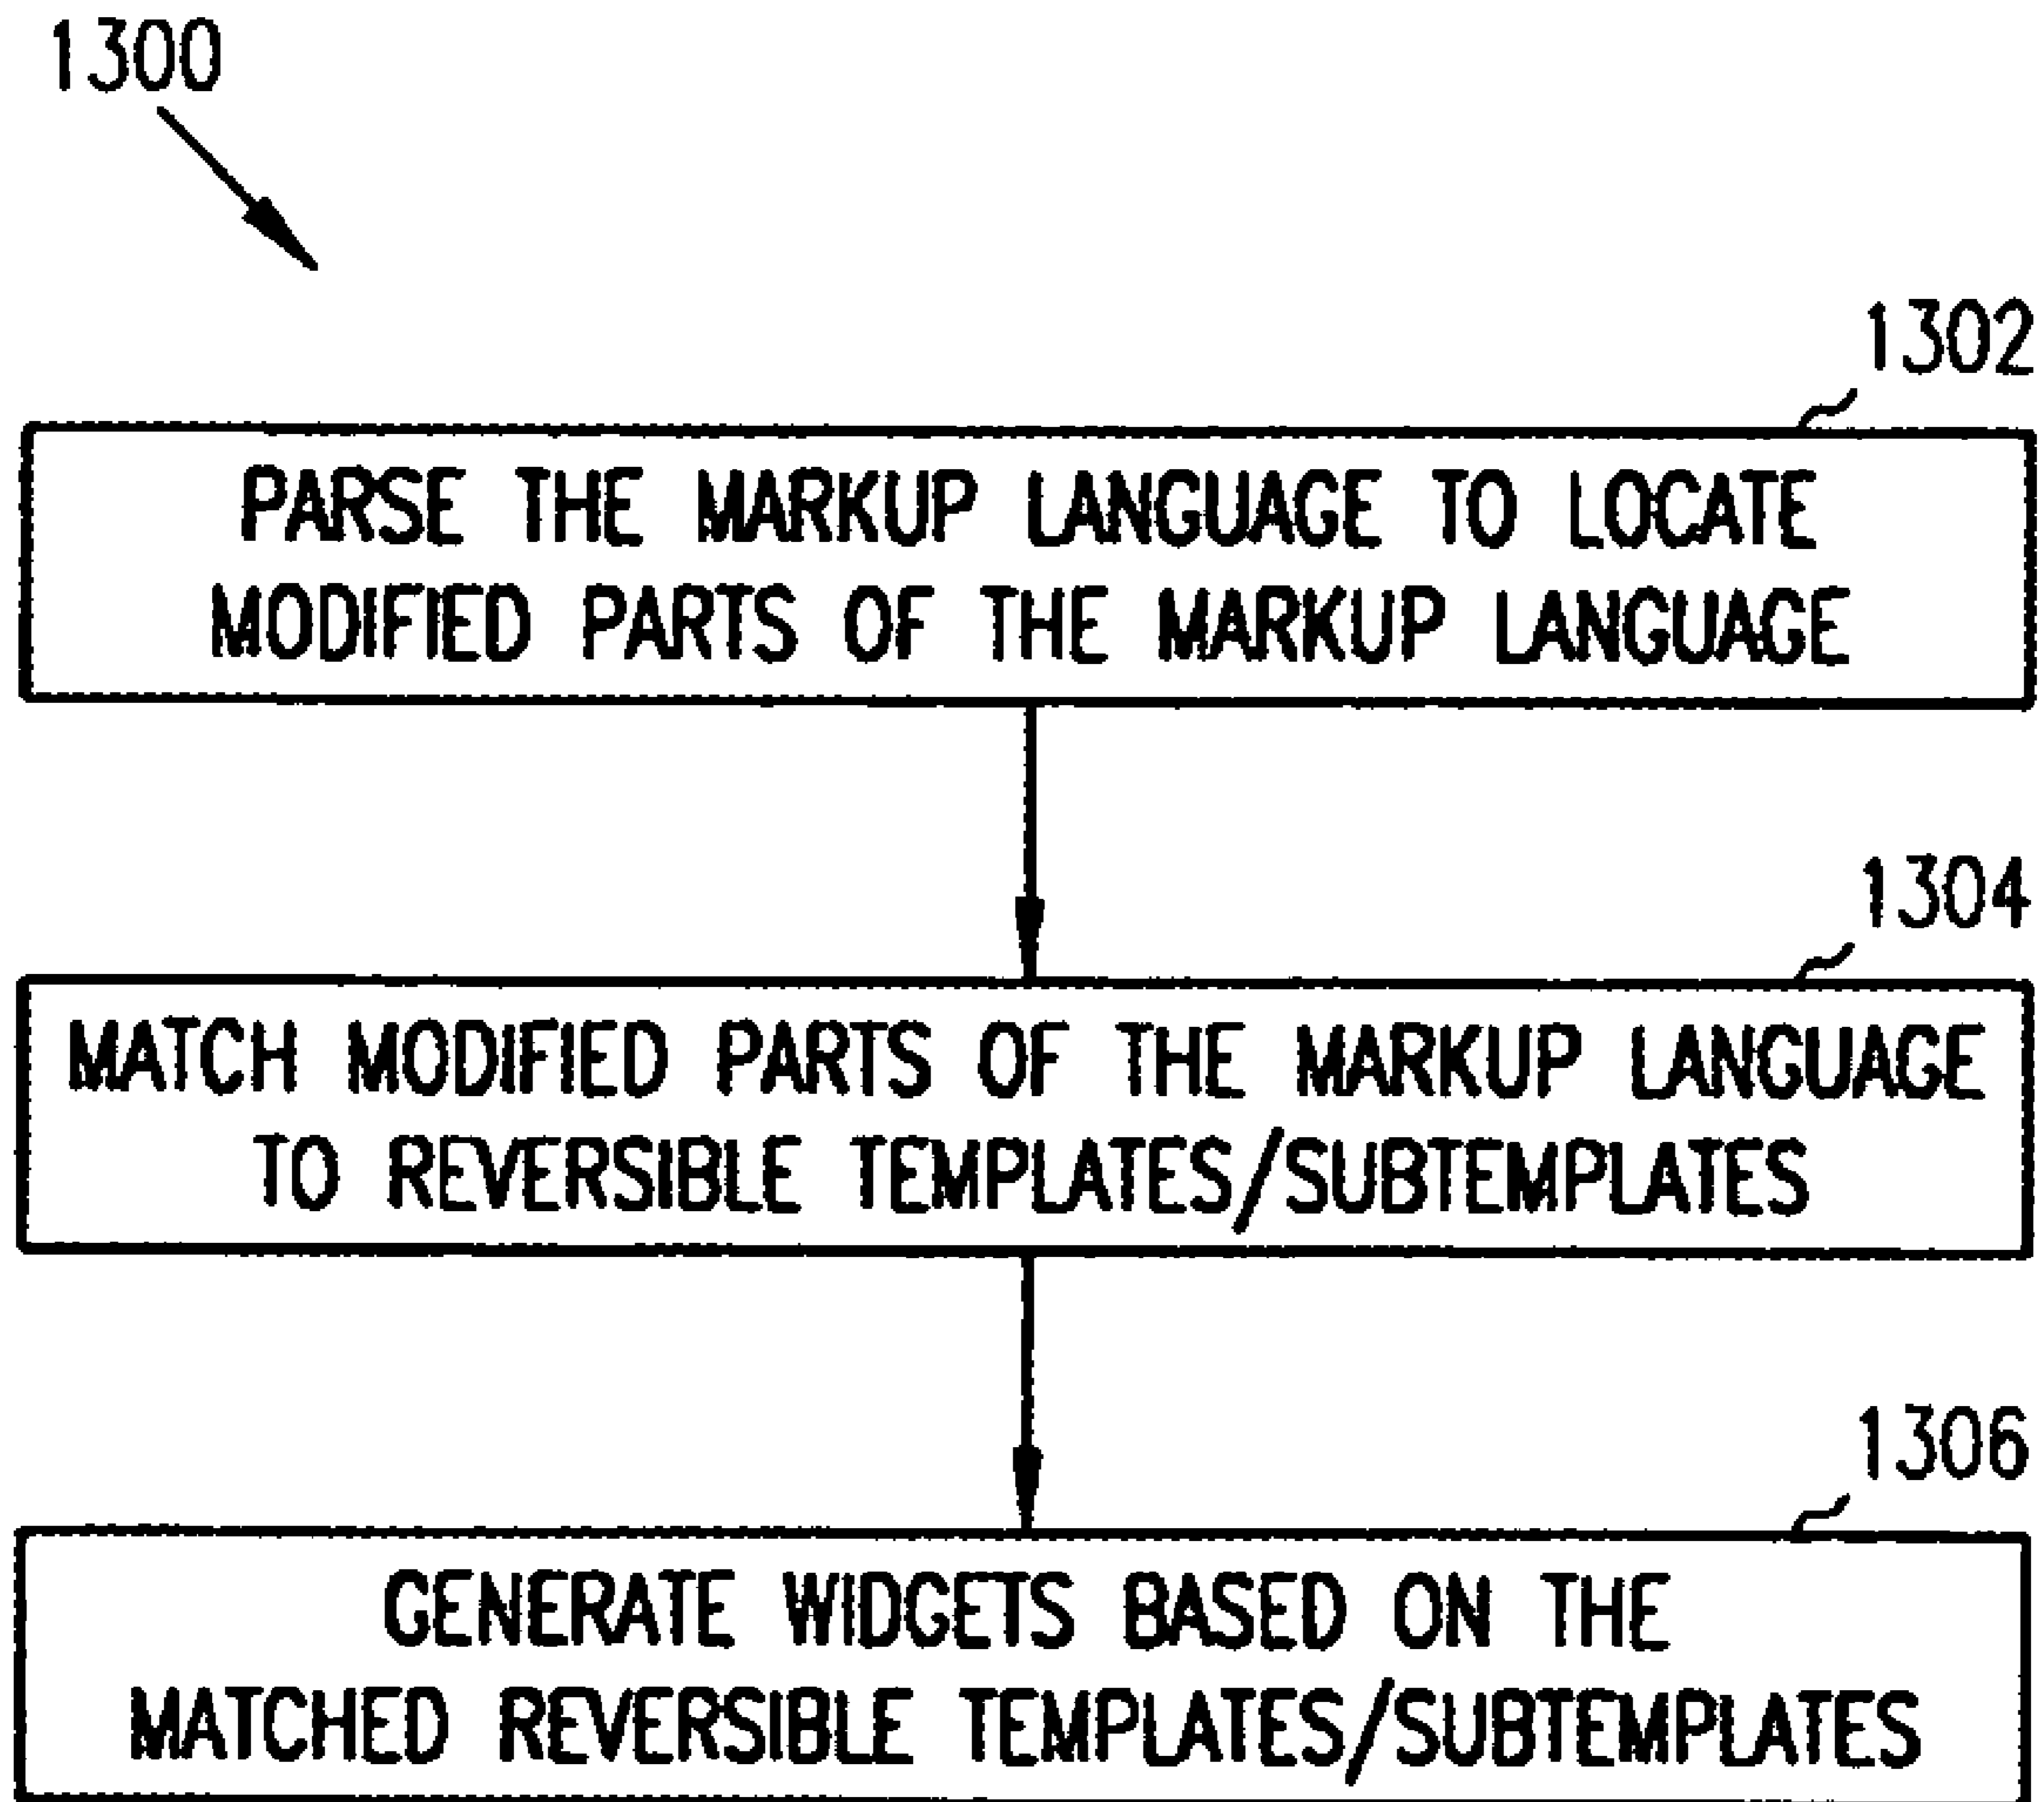 1300
1302
PARSE THE MARKUP LANGUAGE TO LOCATE
MODIFIED PARTS OF THE MARKUP LANGUAGE
1304
MATCH MODIFIED PARTS OF THE MARKUP LANGUAGE
TO REVERSIBLE TEMPLATES/SUBTEMPLATES
1306
GENERATE WIDGETS BASED ON THE
MATCHED REVERSIBLE TEMPLATES/SUBTEMPLATES